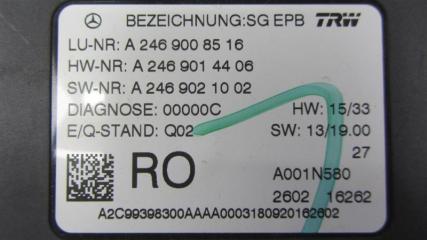 BEZEICHNUNG:SG EPB TRW
LU-NR: A 246 900 85 16
HW-NR: A 246 901 44 06
SW-NR: A 246 902 10 02
DIAGNOSE: 00000C HW: 15/33
E/Q-STAND: Q02 SW: 13/19.00
27
RO A001N580
2602 16262
A2C99398300AAAA0003180920162602